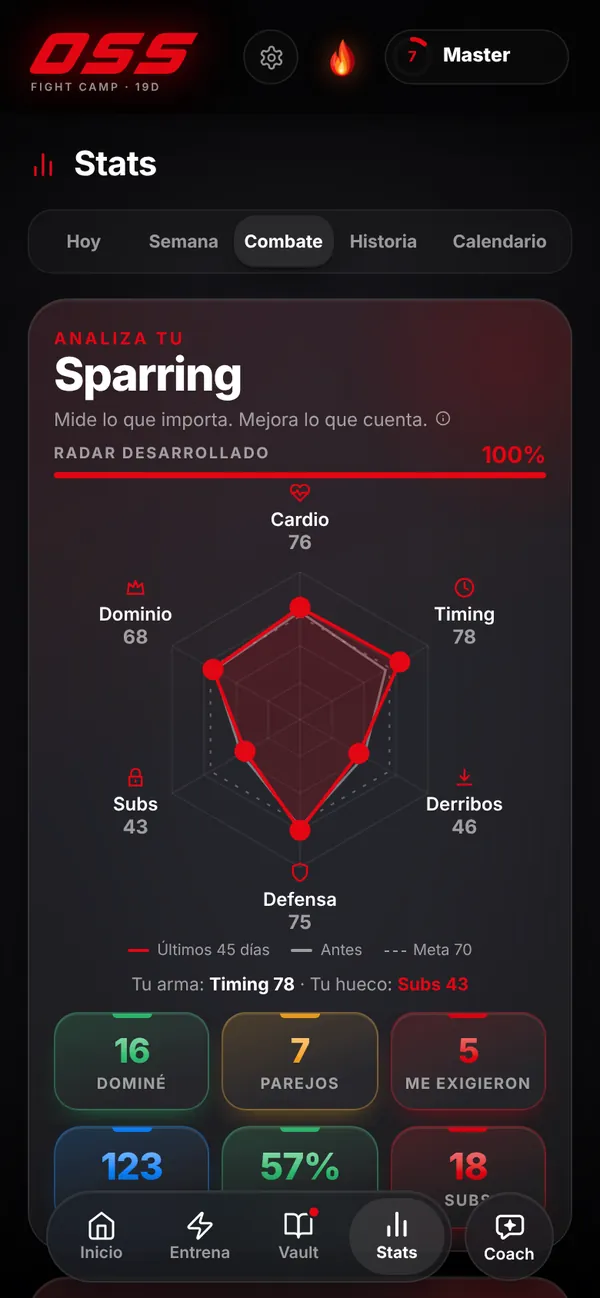 OSS
FIGHT CAMP · 19D
7
Master
Stats
Hoy Semana Combate Historia Calendario
ANALIZA TU
Sparring
Mide lo que importa. Mejora lo que cuenta.
RADAR DESARROLLADO 100%
Cardio
76
Dominio
68
Timing
78
Subs
43
Derribos
46
Defensa
75
Últimos 45 días Antes Meta 70
Tu arma: Timing 78 · Tu hueco: Subs 43
16
DOMINÉ
7
PAREJOS
5
ME EXIGIERON
123
57%
18
SUBS
Inicio Entrena Vault Stats Coach